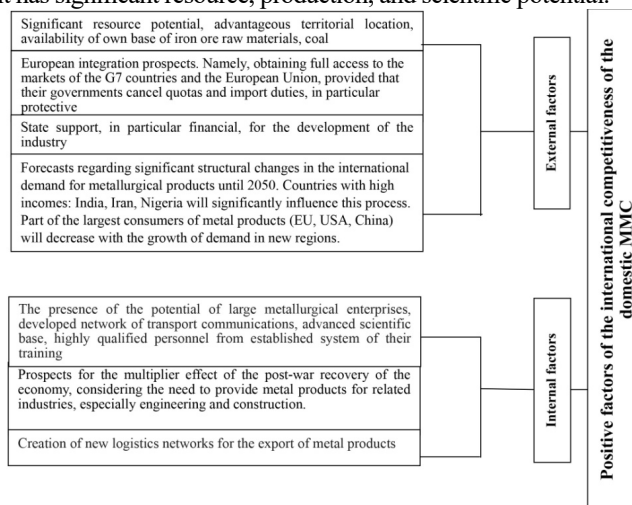 it has significant resource, production, and scientific potential.
Significant resource potential, advantageous territorial location,
availability of own base of iron ore raw materials, coal
European integration prospects. Namely, obtaining full access to the
markets of the G7 countries and the European Union, provided that
their governments cancel quotas and import duties, in particular
protective
State support, in particular financial, for the development of the
industry
Forecasts regarding significant structural changes in the international
demand for metallurgical products until 2050. Countries with high
incomes: India, Iran, Nigeria will significantly influence this process.
Part of the largest consumers of metal products (EU, USA, China)
will decrease with the growth of demand in new regions.
External factors
The presence of the potential of large metallurgical enterprises,
developed network of transport communications, advanced scientific
base, highly qualified personnel from established system of their
training
Prospects for the multiplier effect of the post-war recovery of the
economy, considering the need to provide metal products for related
industries, especially engineering and construction.
Creation of new logistics networks for the export of metal products
Internal factors
Positive factors of the international competitiveness of the
domestic MMC